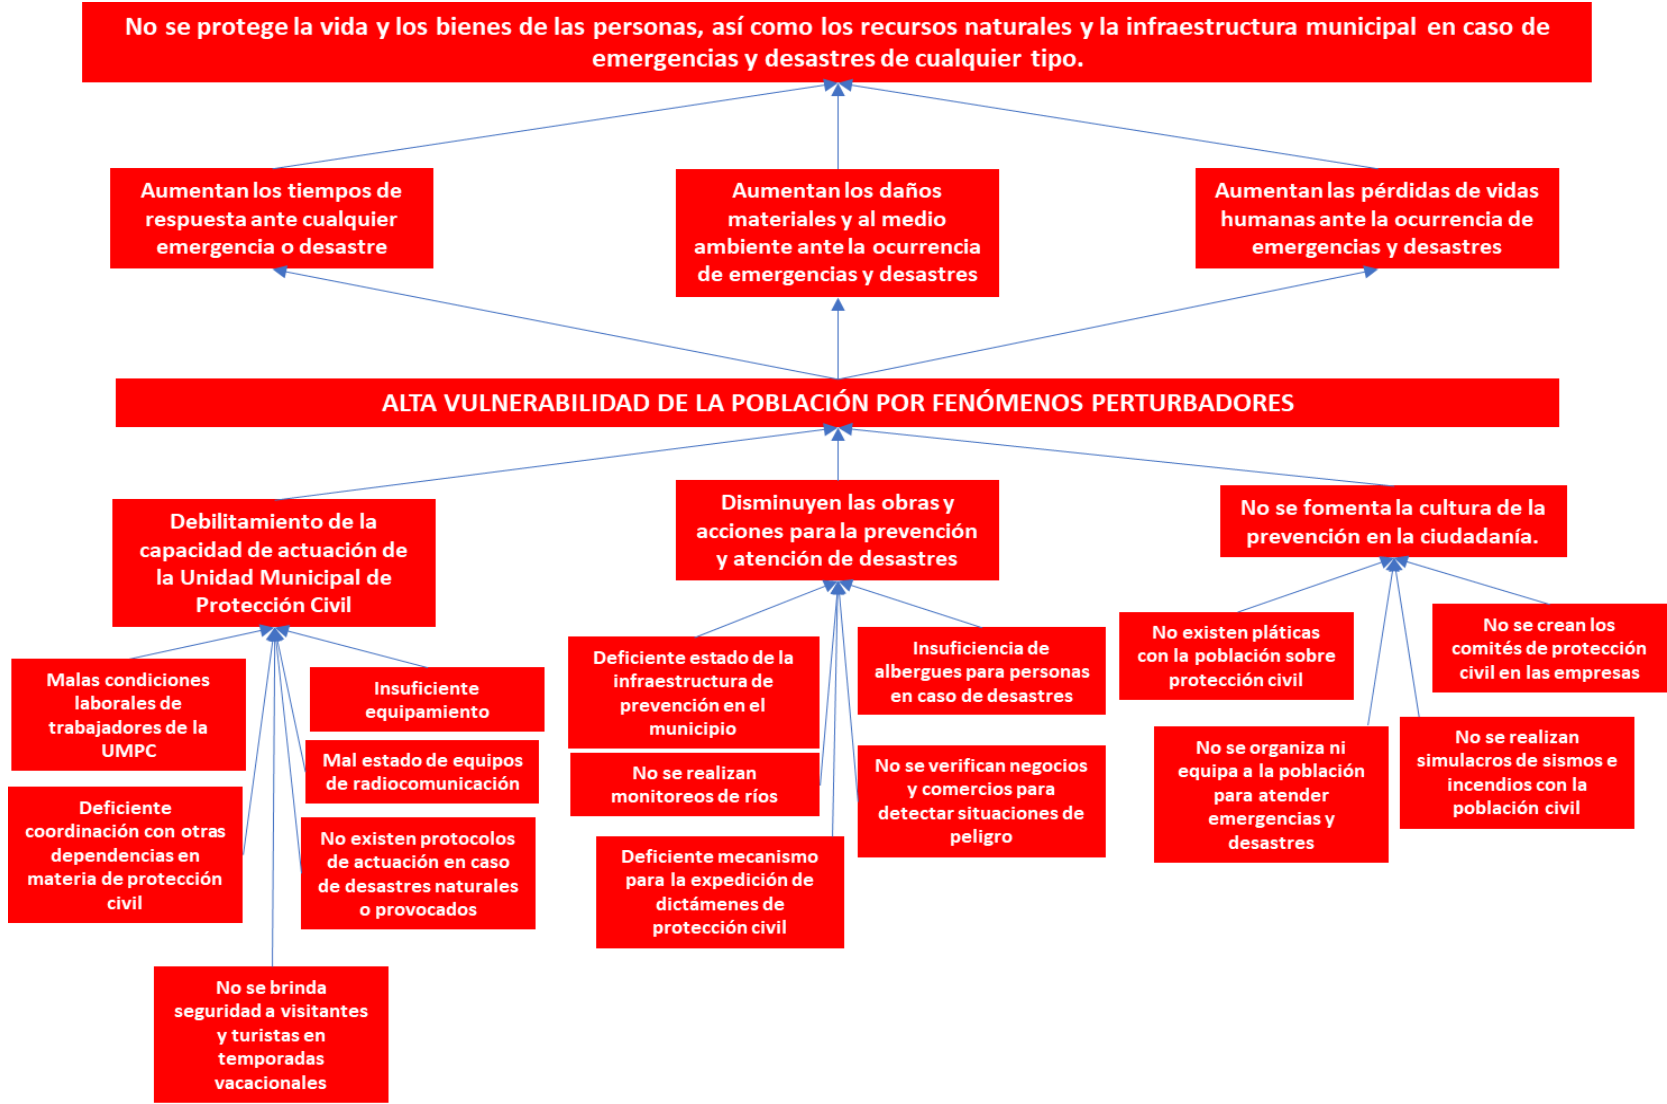 No se protege la vida y los bienes de las personas, así como los recursos naturales y la infraestructura municipal en caso de
emergencias y desastres de cualquier tipo.
Aumentan los tiempos de
respuesta ante cualquier
emergencia o desastre
Aumentan los daños
materiales y al medio
ambiente ante la ocurrencia
de emergencias y desastres
Aumentan las pérdidas de vidas
humanas ante la ocurrencia de
emergencias y desastres
ALTA VULNERABILIDAD DE LA POBLACIÓN POR FENÓMENOS PERTURBADORES
Debilitamiento de la
capacidad de actuación de
la Unidad Municipal de
Protección Civil
Disminuyen las obras y
acciones para la prevención
y atención de desastres
No se fomenta la cultura de la
prevención en la ciudadanía.
Malas condiciones
laborales de
trabajadores de la
UMPC
Insuficiente
equipamiento
Mal estado de equipos
de radiocomunicación
Deficiente
coordinación con otras
dependencias en
materia de protección
civil
No existen protocolos
de actuación en caso
de desastres naturales
o provocados
No se brinda
seguridad a visitantes
y turistas en
temporadas
vacacionales
Deficiente estado de la
infraestructura de
prevención en el
municipio
Insuficiencia de
albergues para personas
en caso de desastres
No se realizan
monitoreos de ríos
No se verifican negocios
y comercios para
detectar situaciones de
peligro
Deficiente mecanismo
para la expedición de
dictámenes de
protección civil
No existen pláticas
con la población sobre
protección civil
No se crean los
comités de protección
civil en las empresas
No se organiza ni
equipa a la población
para atender
emergencias y
desastres
No se realizan
simulacros de sismos e
incendios con la
población civil